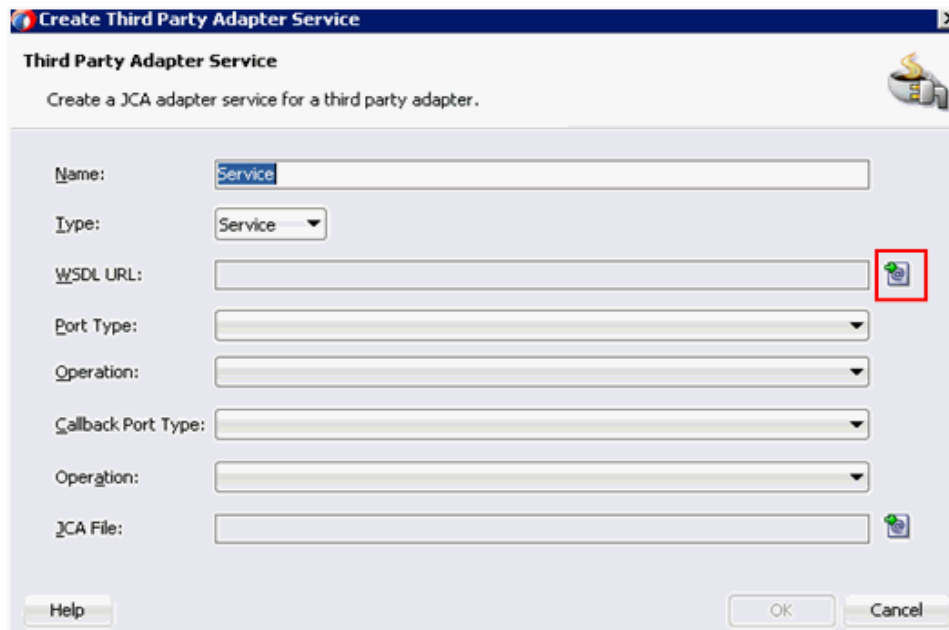 Create Third Party Adapter Service
Third Party Adapter Service
Create a JCA adapter service for a third party adapter.
Name: Service
Type: Service
WSDL URL:
Port Type:
Operation:
Callback Port Type:
Operation:
JCA File:
Help OK Cancel